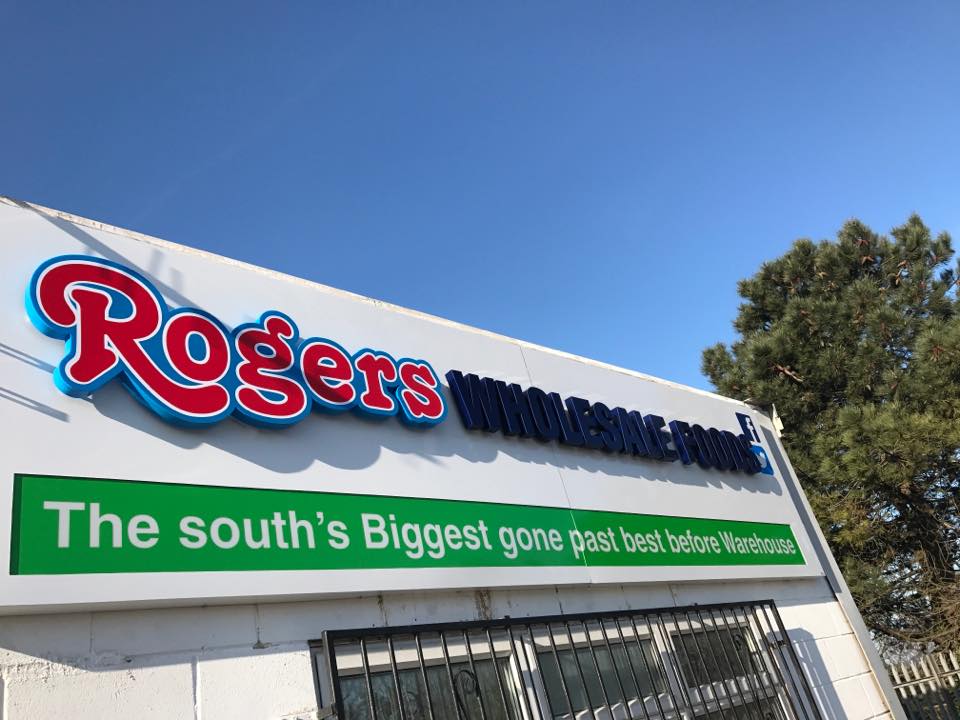 Rogers WHOLESALE FOODS
The south's Biggest gone past best before Warehouse